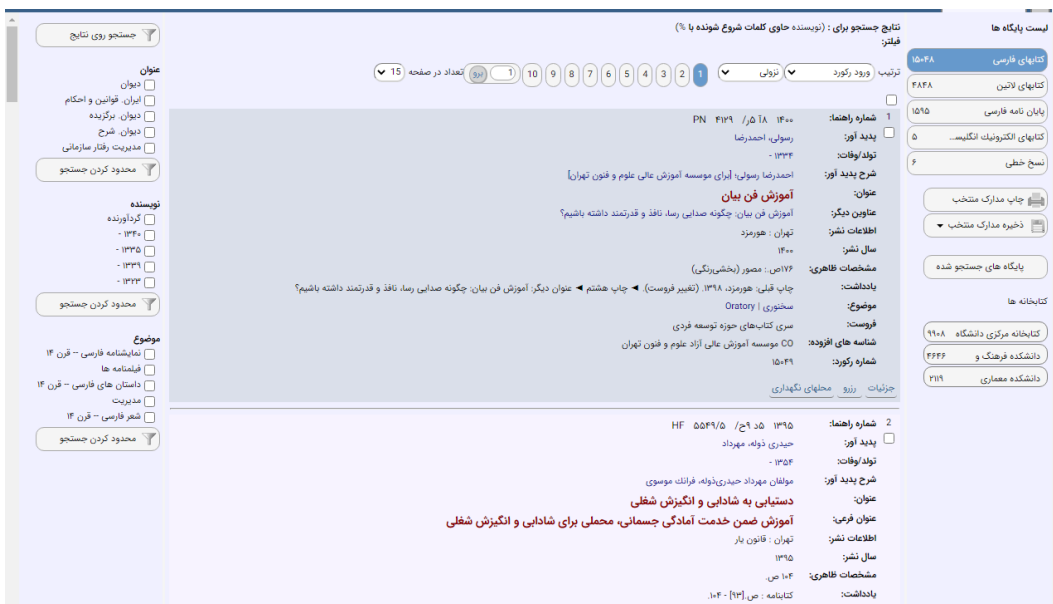 لیست پایگاه ها
کتابهای فارسی ۱۵۰۴۸
کتابهای لاتین ۴۸۴۸
پایان نامه فارسی ۱۵۹۵
کتابهای الکترونیك انگلیسـ... ۵
نسخ خطی ۶
چاپ مدارک منتخب
ذخیره مدارک منتخب
پایگاه های جستجو شده
کتابخانه ها
کتابخانه مرکزی دانشگاه ۹۹۰۸
دانشکده فرهنگ و ۴۶۴۶
دانشکده معماری ۲۱۱۹
نتایج جستجو برای : (نویسنده حاوی کلمات شروع شونده با %)
فیلتر:
ترتیب ورود رکورد نزولی 1 2 3 4 5 6 7 8 9 10 1 برو تعداد در صفحه 15
1 شماره راهنما: PN ۴۱۲۹ /ر۵ آ۸ ۱۴۰۰
پدید آور: رسولی، احمدرضا
تولد/وفات: ۱۳۳۴ -
شرح پدید آور: احمدرضا رسولی؛ [برای موسسه آموزش عالی علوم و فنون تهران]
عنوان: آموزش فن بیان
عناوین دیگر: آموزش فن بیان: چگونه صدایی رسا، نافذ و قدرتمند داشته باشیم؟
اطلاعات نشر: تهران : هورمزد
سال نشر: ۱۴۰۰
مشخصات ظاهری: ۱۷۶ص.: مصور (بخشی‌رنگی)
یادداشت: چاپ قبلی: هورمزد، ۱۳۹۸. (تغییر فروست). ◄ چاپ هشتم ◄ عنوان دیگر: آموزش فن بیان: چگونه صدایی رسا، نافذ و قدرتمند داشته باشیم؟
موضوع: سخنوری | Oratory
فروست: سری کتاب‌های حوزه توسعه فردی
شناسه های افزوده: CO موسسه آموزش عالی آزاد علوم و فنون تهران
شماره رکورد: ۱۵۰۴۹
جزئیات رزرو محلهای نگهداری
2 شماره راهنما: HF ۵۵۴۹/۵ /ح۹ د۵ ۱۳۹۵
پدید آور: حیدری ذوله، مهرداد
تولد/وفات: ۱۳۵۴ -
شرح پدید آور: مولفان مهرداد حیدری‌ذوله، فرانك موسوی
عنوان: دستیابی به شادابی و انگیزش شغلی
عنوان فرعی: آموزش ضمن خدمت آمادگی جسمانی، محملی برای شادابی و انگیزش شغلی
اطلاعات نشر: تهران : قانون یار
سال نشر: ۱۳۹۵
مشخصات ظاهری: ۱۰۴ ص.
یادداشت: کتابنامه : ص.[۹۳] - ۱۰۴.
جستجو روی نتایج
عنوان
دیوان
ایران. قوانین و احکام
دیوان. برگزیده
دیوان. شرح
مدیریت رفتار سازمانی
محدود کردن جستجو
نویسنده
گردآورنده
۱۳۴۰ -
۱۳۳۵ -
۱۳۳۹ -
۱۳۲۳ -
محدود کردن جستجو
موضوع
نمایشنامه فارسی -- قرن ۱۴
فیلمنامه ها
داستان های فارسی -- قرن ۱۴
مدیریت
شعر فارسی -- قرن ۱۴
محدود کردن جستجو